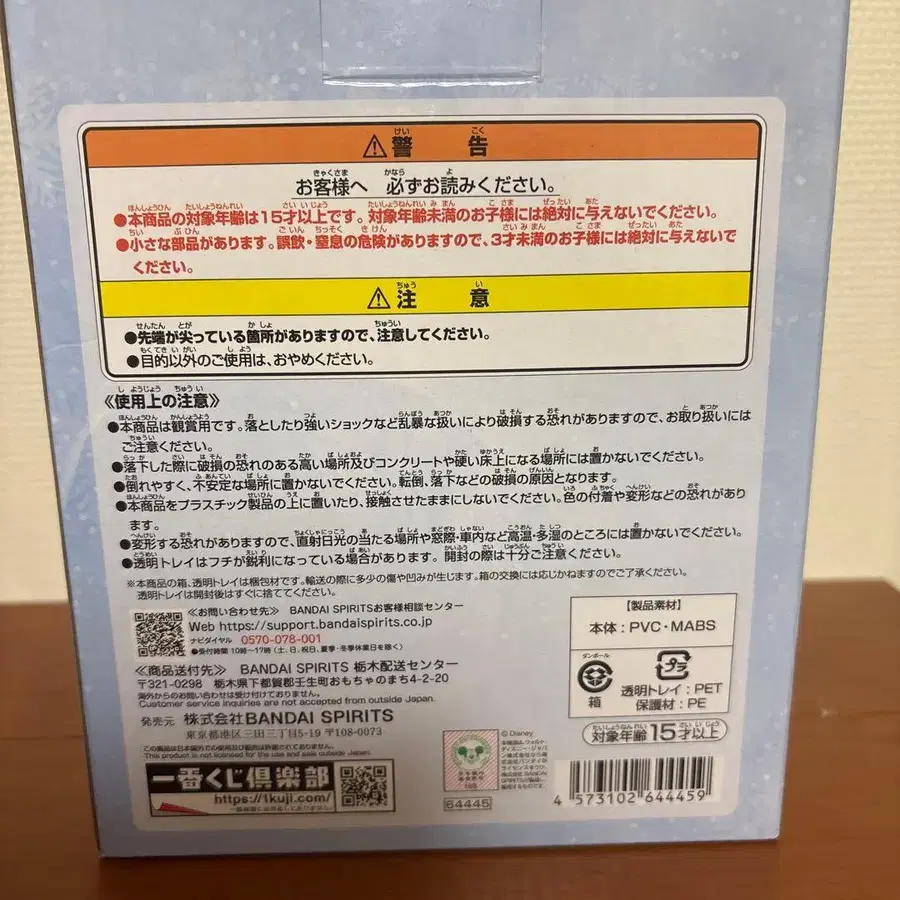 ⚠警告
お客様へ 必ずお読みください。
●本商品の対象年齢は15才以上です。対象年齢未満のお子様には絶対に与えないでください。
●小さな部品があります。誤飲・窒息の危険がありますので、3才未満のお子様には絶対に与えないで
ください。
⚠注意
●先端が尖っている箇所がありますので、注意してください。
●目的以外のご使用は、おやめください。
《使用上の注意》
●本商品は観賞用です。落としたり強いショックなど乱暴な扱いにより破損する恐れがありますので、お取り扱いには
ご注意ください。
●落下した際に破損の恐れのある高い場所及びコンクリートや硬い床上になる場所には置かないでください。
●倒れやすく、不安定な場所に置かないでください。転倒、落下などの破損の原因となります。
●本商品をプラスチック製品の上に置いたり、接触させたままにしないでください。色の付着や変形などの恐れがあり
ます。
●変形する恐れがありますので、直射日光の当たる場所や窓際・車内など高温・多湿のところには置かないでください。
●透明トレイはフチが鋭利になっている場合があります。開封の際は十分ご注意ください。
※本商品の箱、透明トレイは梱包材です。輸送の際に多少の傷や凹みが生じます。箱の交換には応じかねますのでご了承ください。
透明トレイは開封後はすぐに捨ててください。
≪お問い合わせ先≫ BANDAI SPIRITSお客様相談センター
Web https://support.bandaispirits.co.jp
ナビダイヤル 0570-078-001
●受付時間 10時～17時(土、日、祝日、夏季・冬季休業日を除く)
≪商品送付先≫ BANDAI SPIRITS 栃木配送センター
〒321-0298 栃木県下都賀郡壬生町おもちゃのまち4-2-20
海外からのお問い合わせはお受けできません。
Customer service inquiries are not accepted from outside Japan.
発売元 株式会社BANDAI SPIRITS
東京都港区三田三丁目5-19 〒108-0073
この商品は日本国外での使用及び販売は許諾されておりません。
This product is not licensed for the use and sale outside Japan.
一番くじ倶楽部
https://1kuji.com/
【製品素材】
本体:PVC・MABS
ダンボール
箱
プラ
透明トレイ:PET
保護材:PE
対象年齢15才以上
© Disney
64445
4 573102 644459